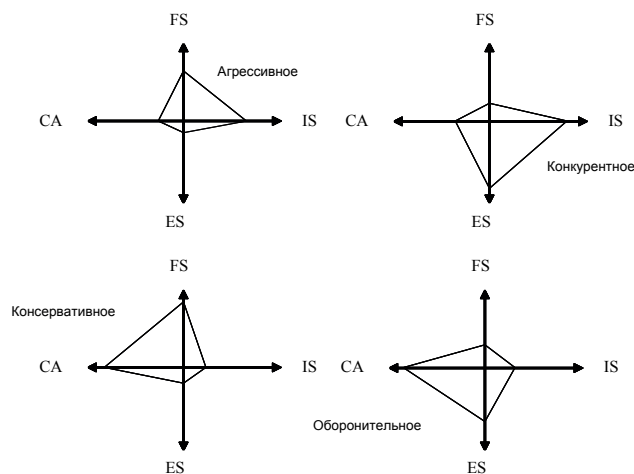 FS
Агрессивное
CA
IS
ES
FS
CA
IS
Конкурентное
ES
FS
Консервативное
CA
IS
ES
FS
CA
IS
Оборонительное
ES